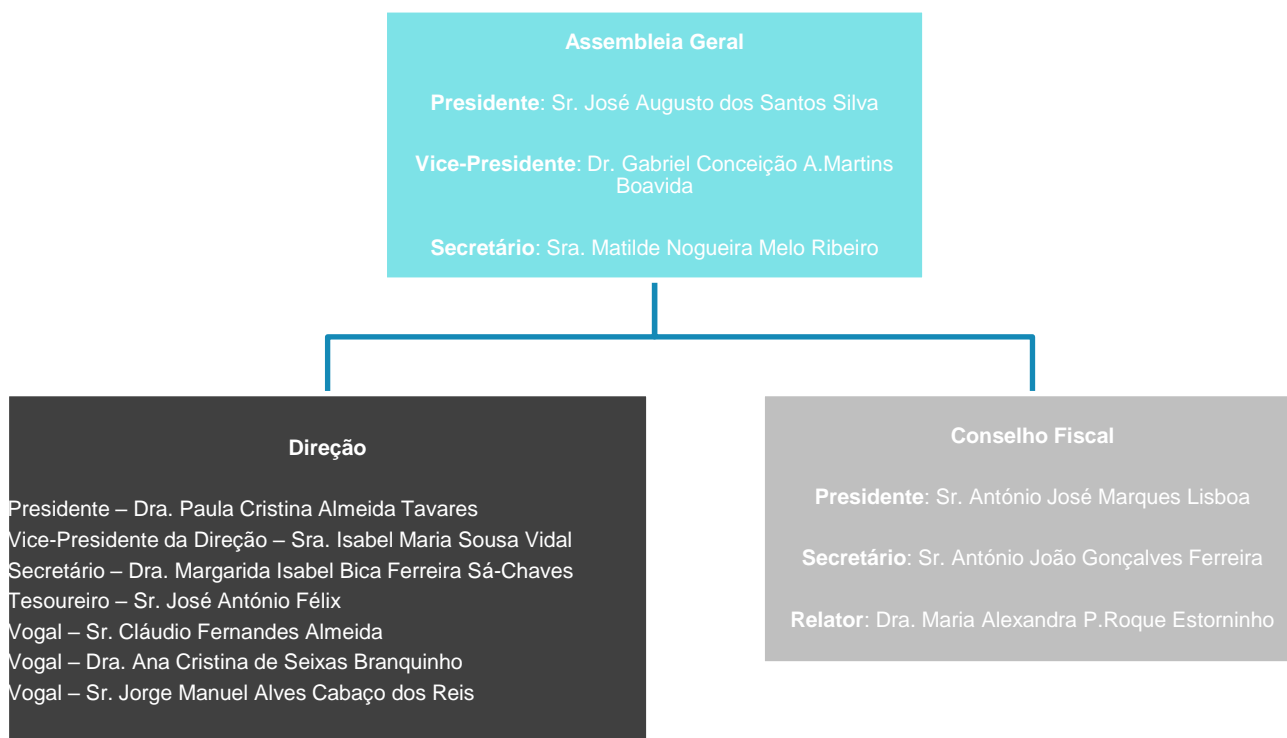 Assembleia Geral
Presidente: Sr. José Augusto dos Santos Silva
Vice-Presidente: Dr. Gabriel Conceição A.Martins
Boavida
Secretário: Sra. Matilde Nogueira Melo Ribeiro
Direção
Presidente – Dra. Paula Cristina Almeida Tavares
Vice-Presidente da Direção – Sra. Isabel Maria Sousa Vidal
Secretário – Dra. Margarida Isabel Bica Ferreira Sá-Chaves
Tesoureiro – Sr. José António Félix
Vogal – Sr. Cláudio Fernandes Almeida
Vogal – Dra. Ana Cristina de Seixas Branquinho
Vogal – Sr. Jorge Manuel Alves Cabaço dos Reis
Conselho Fiscal
Presidente: Sr. António José Marques Lisboa
Secretário: Sr. António João Gonçalves Ferreira
Relator: Dra. Maria Alexandra P.Roque Estorninho